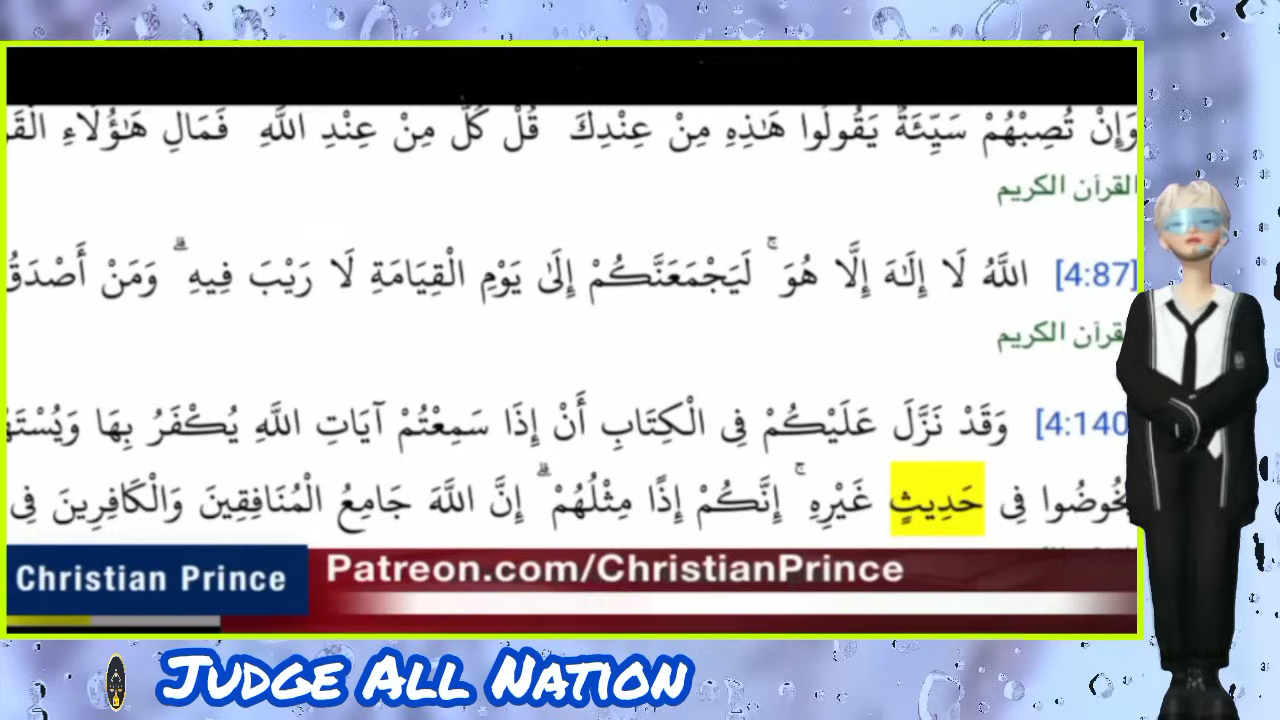 وَإِنْ تُصِبْهُمْ سَيِّئَةٌ يَقُولُوا هَٰذِهِ مِنْ عِنْدِكَ قُلْ كُلٌّ مِنْ عِنْدِ اللَّهِ فَمَالِ هَٰؤُلَاءِ
القرآن الكريم
[4:87] اللَّهُ لَا إِلَٰهَ إِلَّا هُوَ ۚ لَيَجْمَعَنَّكُمْ إِلَىٰ يَوْمِ الْقِيَامَةِ لَا رَيْبَ فِيهِ ۗ وَمَنْ أَصْدَقُ
القرآن الكريم
[4:140 وَقَدْ نَزَّلَ عَلَيْكُمْ فِى الْكِتَابِ أَنْ إِذَا سَمِعْتُمْ آيَاتِ اللَّهِ يُكْفَرُ بِهَا
يَخُوضُوا فِى حَدِيثٍ غَيْرِهِ ۚ إِنَّكُمْ إِذًا مِثْلُهُمْ ۗ إِنَّ اللَّهَ جَامِعُ الْمُنَافِقِينَ وَالْكَافِرِينَ فِى
Christian Prince
Patreon.com/ChristianPrince
Judge All Nation